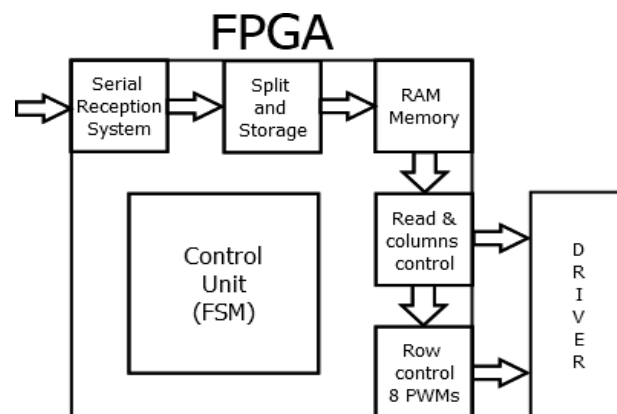 FPGA
Serial
Reception
System
Split
and
Storage
RAM
Memory
Read &
columns
control
Control
Unit
(FSM)
Row
control
8 PWMs
D
R
I
V
E
R